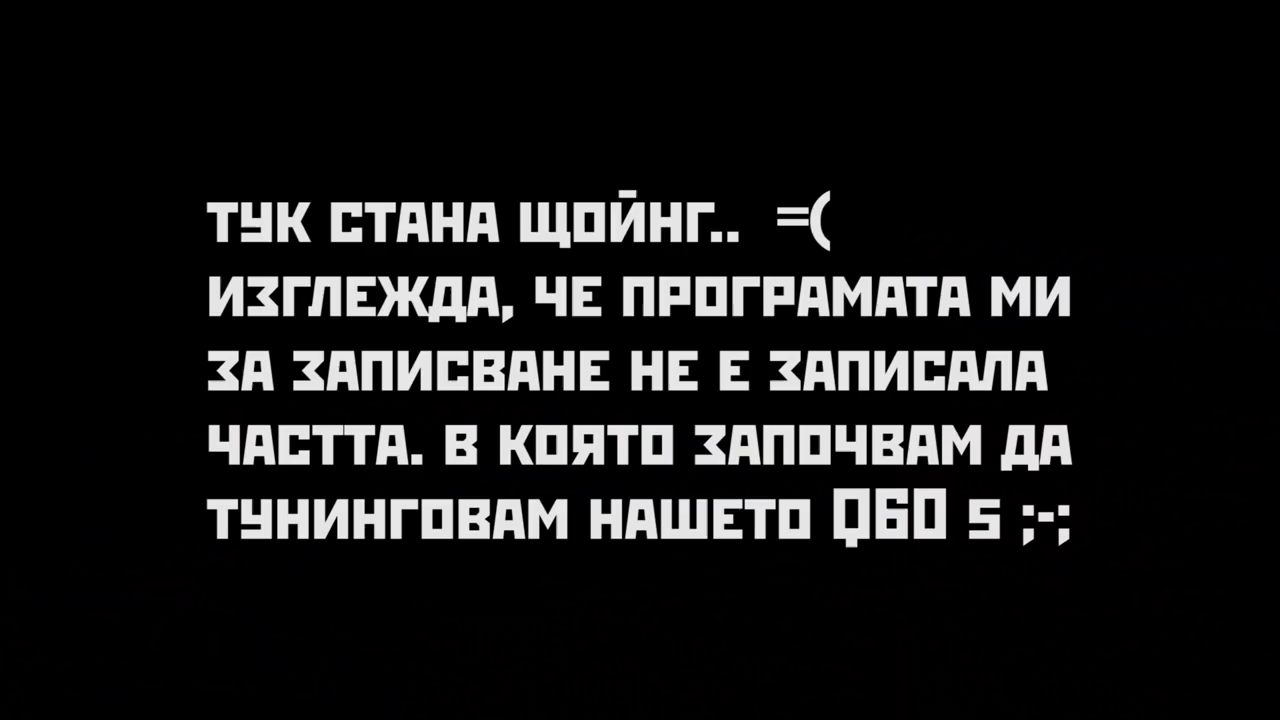 ТУК СТАНА ЩОЙНГ.. =(
ИЗГЛЕЖДА, ЧЕ ПРОГРАМАТА МИ
ЗА ЗАПИСВАНЕ НЕ Е ЗАПИСАЛА
ЧАСТТА. В КОЯТО ЗАПОЧВАМ ДА
ТУНИНГОВАМ НАШЕТО Q60 S ;-;